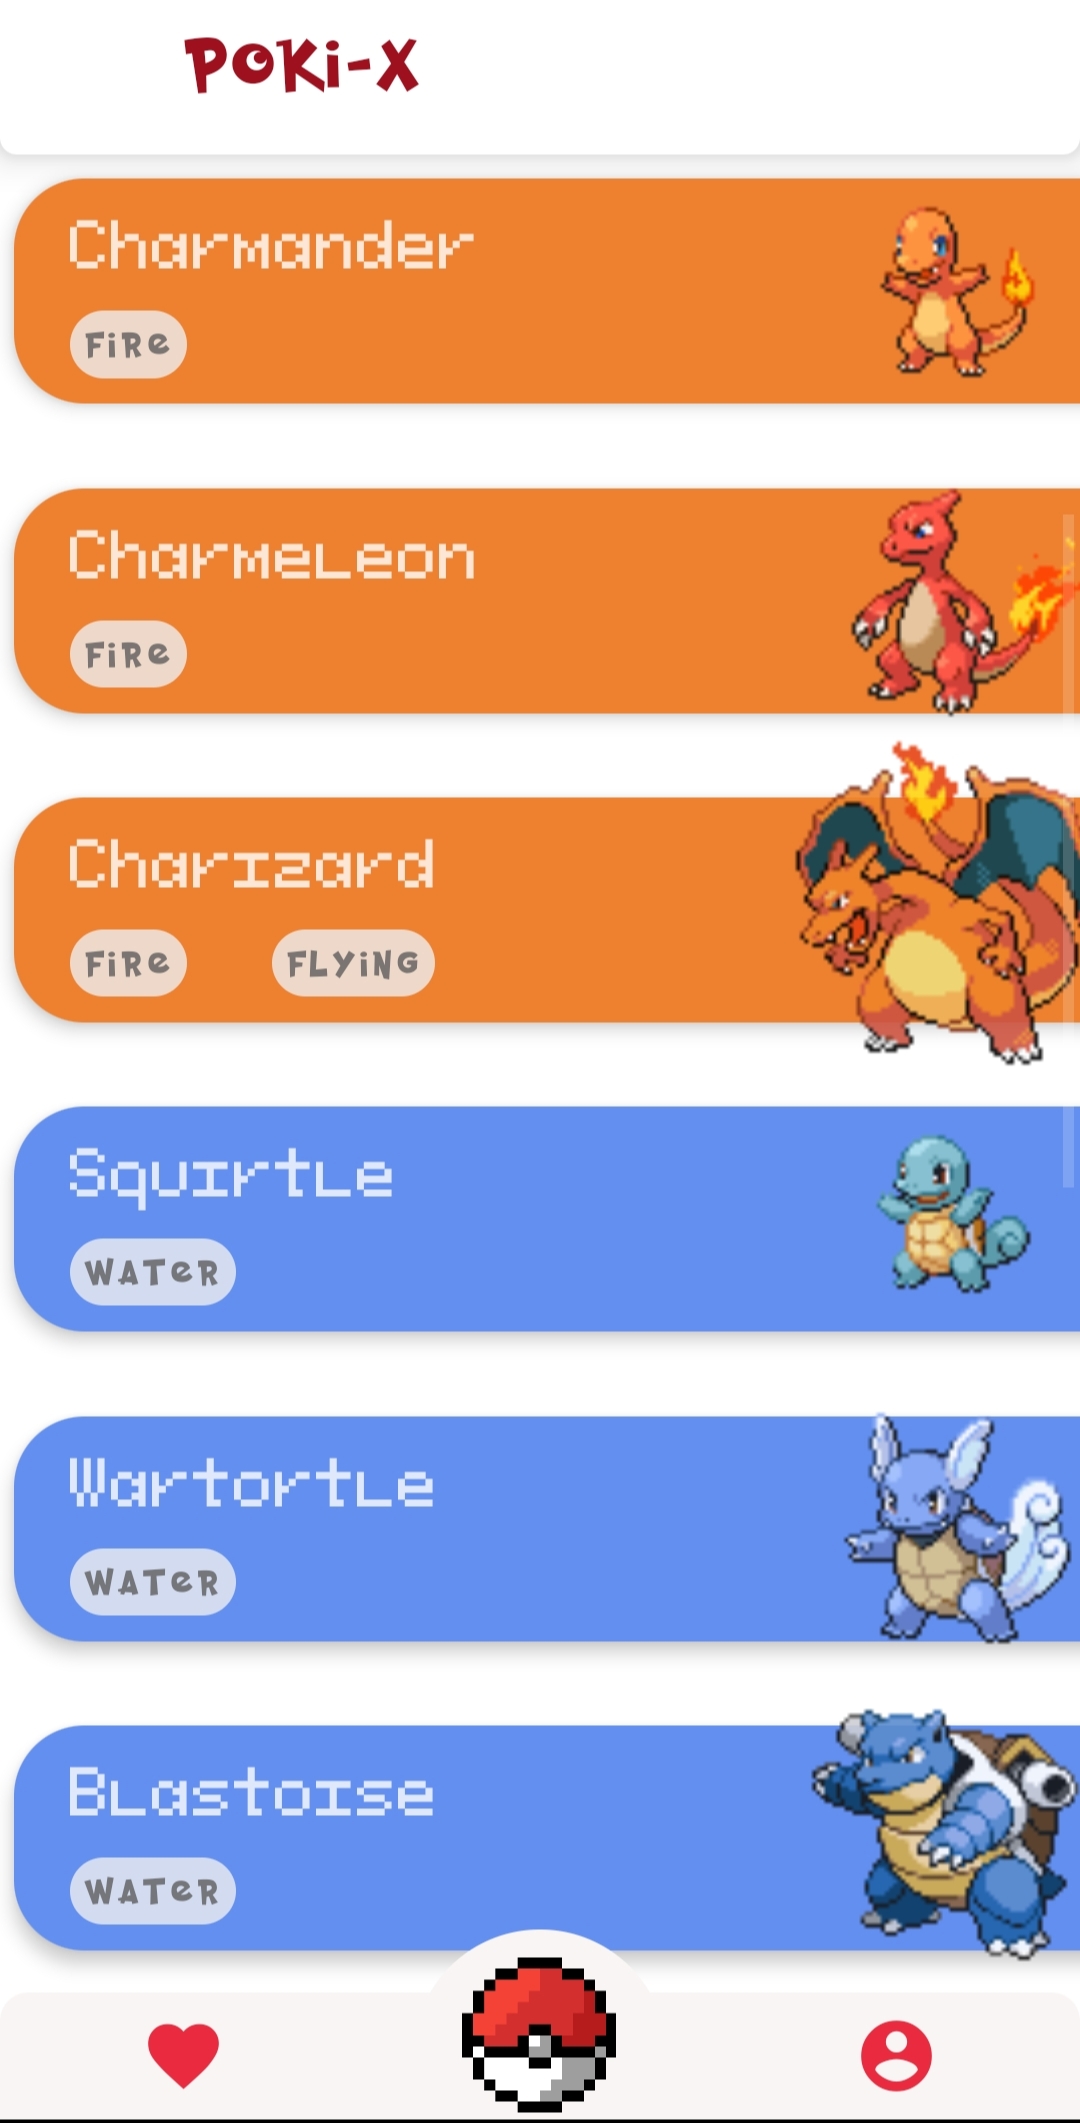 POKi-X
Charmander
FiRe
Charmeleon
FiRe
Charizard
FiRe FLYiNG
Squirtle
WATeR
Wartortle
WATeR
Blastoise
WATeR